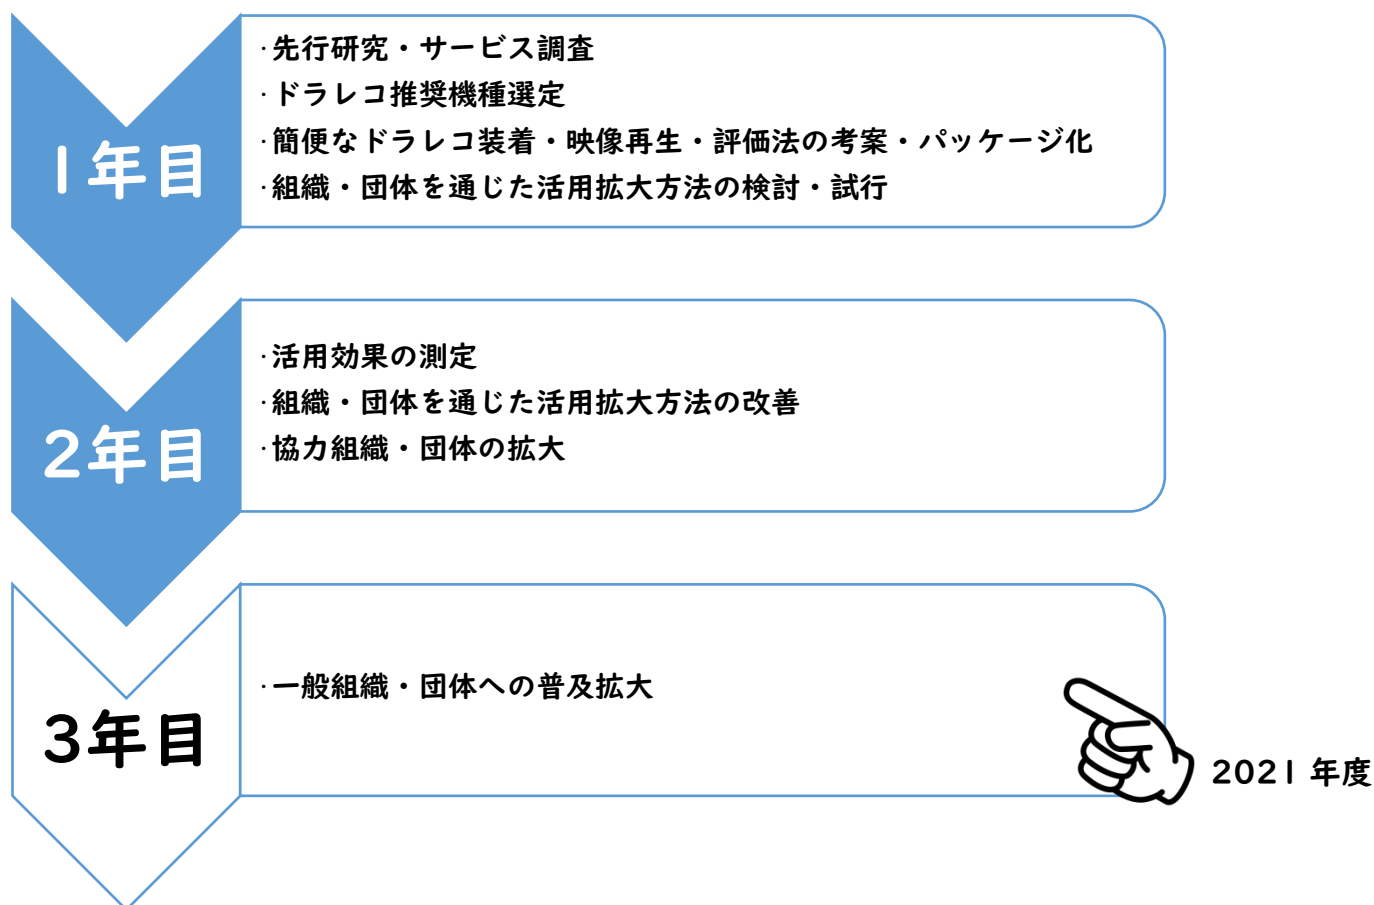 1年目
·先行研究・サービス調査
·ドラレコ推奨機種選定
·簡便なドラレコ装着・映像再生・評価法の考案・パッケージ化
·組織・団体を通じた活用拡大方法の検討・試行
2年目
·活用効果の測定
·組織・団体を通じた活用拡大方法の改善
·協力組織・団体の拡大
3年目
·一般組織・団体への普及拡大
2021 年度